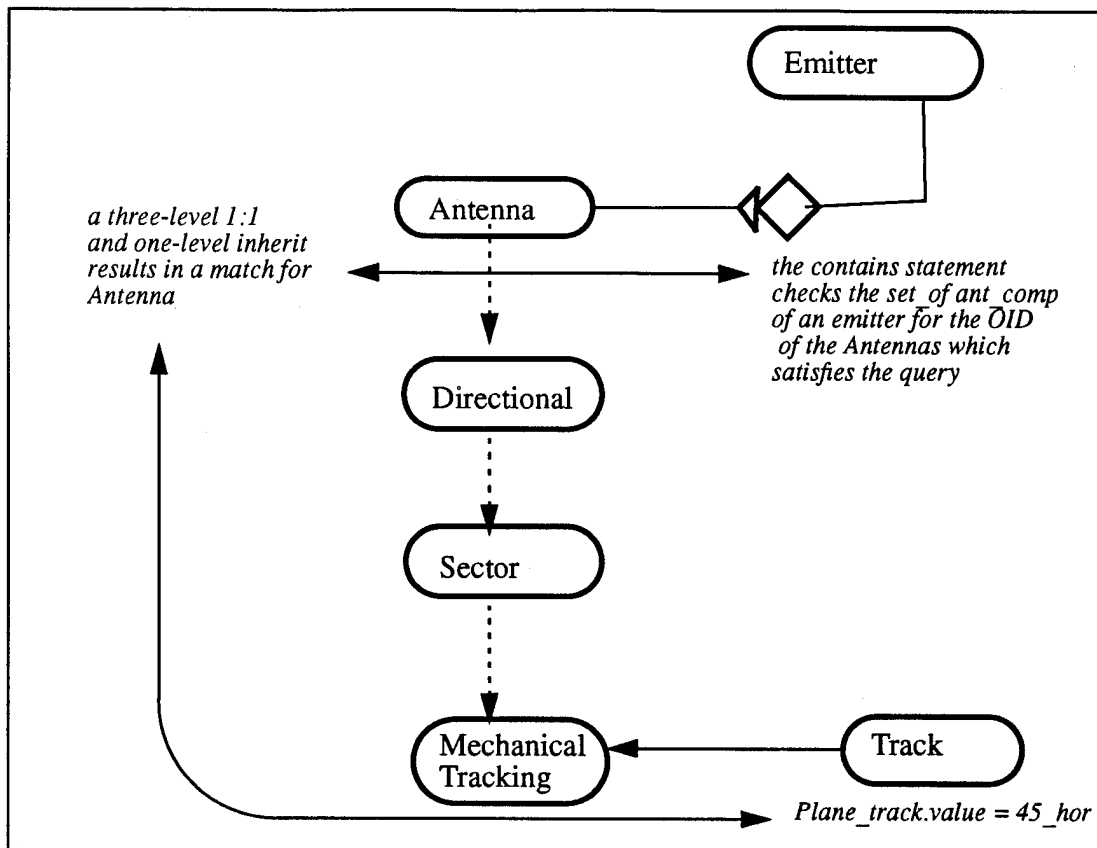 Emitter
Antenna
a three-level 1:1
and one-level inherit
results in a match for
Antenna
the contains statement
checks the set_of ant_comp
of an emitter for the OID
of the Antennas which
satisfies the query
Directional
Sector
Mechanical
Tracking
Track
Plane_track.value = 45_hor